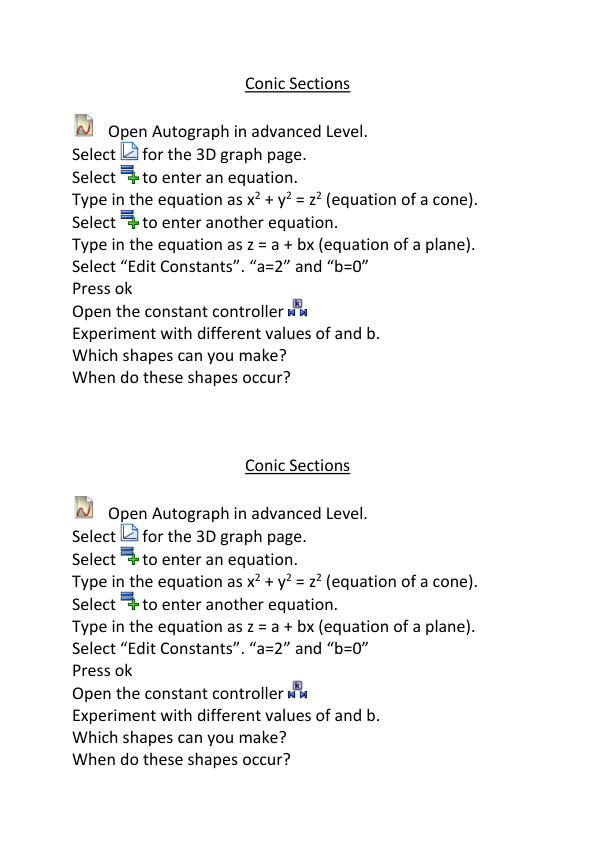 Conic Sections
Open Autograph in advanced Level.
Select for the 3D graph page.
Select to enter an equation.
Type in the equation as x² + y² = z² (equation of a cone).
Select to enter another equation.
Type in the equation as z = a + bx (equation of a plane).
Select “Edit Constants”. “a=2” and “b=0”
Press ok
Open the constant controller k
Experiment with different values of and b.
Which shapes can you make?
When do these shapes occur?
Conic Sections
Open Autograph in advanced Level.
Select for the 3D graph page.
Select to enter an equation.
Type in the equation as x² + y² = z² (equation of a cone).
Select to enter another equation.
Type in the equation as z = a + bx (equation of a plane).
Select “Edit Constants”. “a=2” and “b=0”
Press ok
Open the constant controller k
Experiment with different values of and b.
Which shapes can you make?
When do these shapes occur?